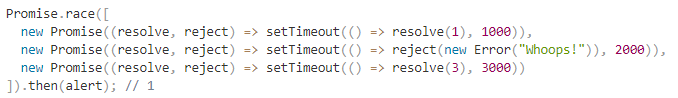 Promise.race([
  new Promise((resolve, reject) => setTimeout(() => resolve(1), 1000)),
  new Promise((resolve, reject) => setTimeout(() => reject(new Error("Whoops!")), 2000)),
  new Promise((resolve, reject) => setTimeout(() => resolve(3), 3000))
]).then(alert); // 1